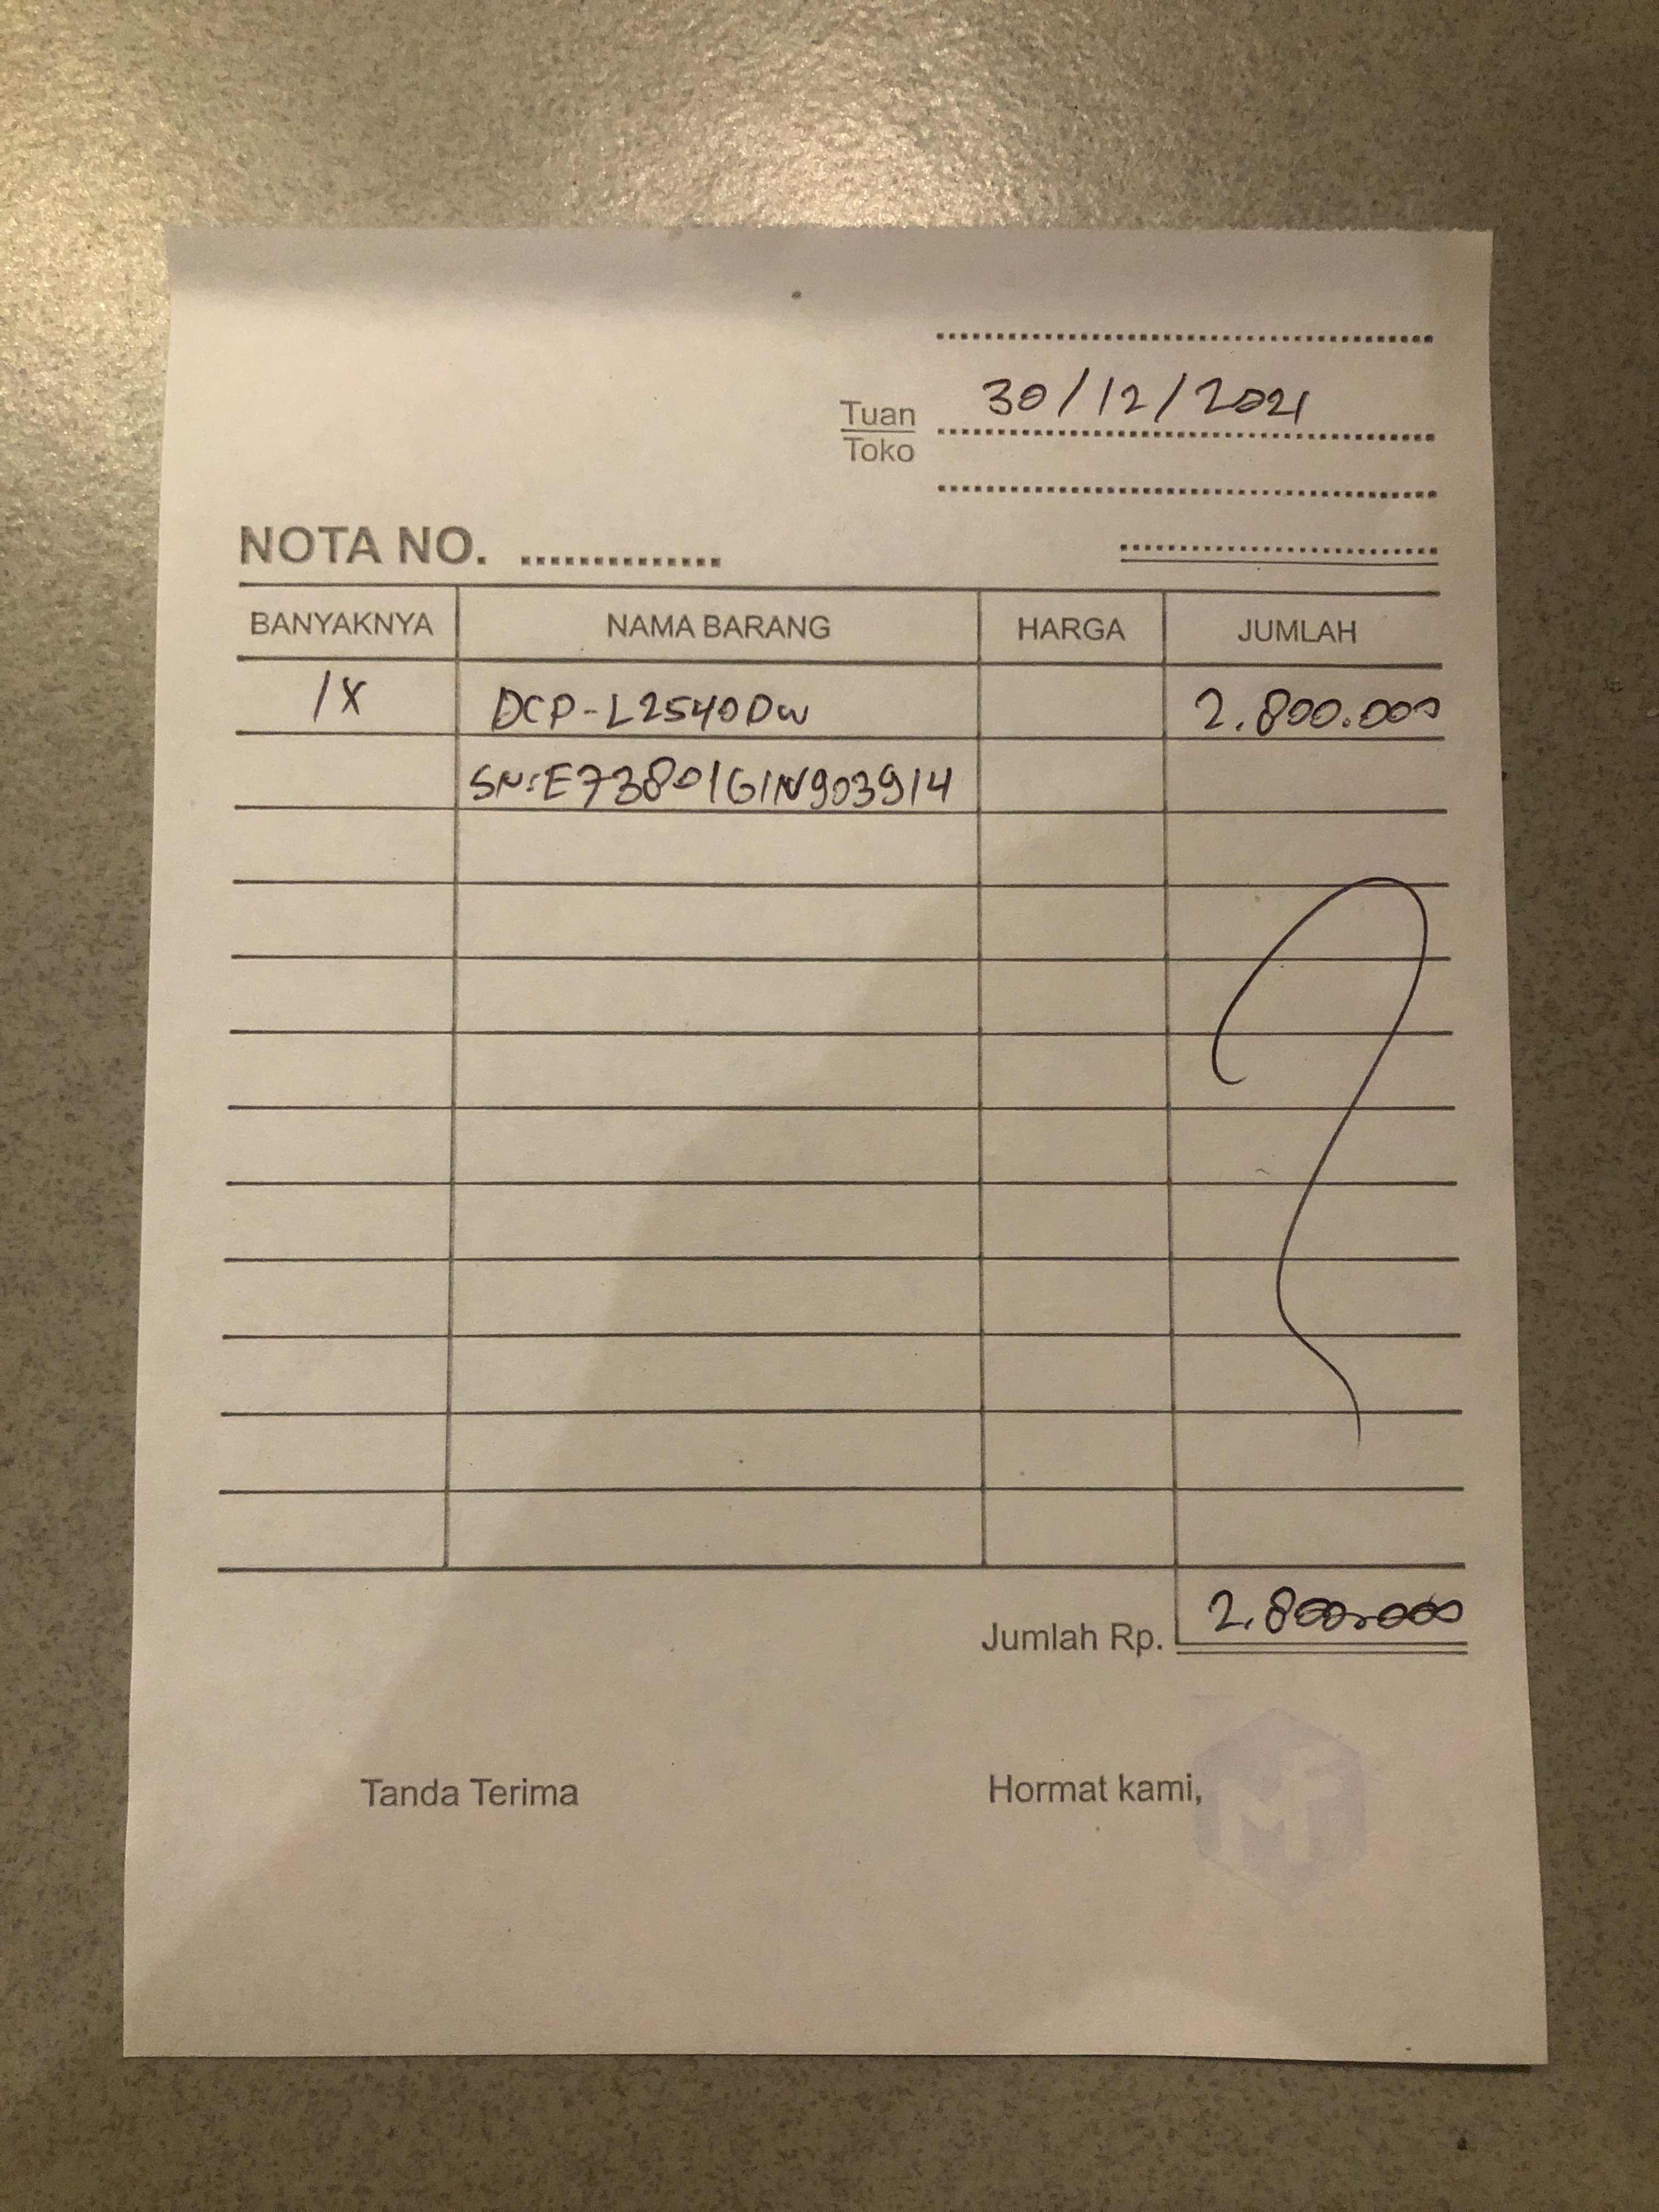 30/12/2021
Tuan
Toko
NOTA NO.
BANYAKNYA NAMA BARANG HARGA JUMLAH
1X DCP-L2540DW 2.800.000
SN:E73801G1N903914
Jumlah Rp. 2.800.000
Tanda Terima Hormat kami,
MF